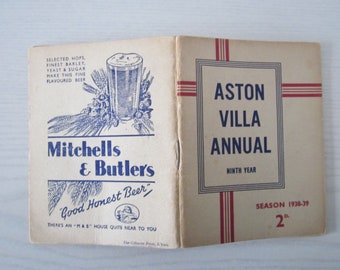 SELECTED HOPS,
FINEST BARLEY,
YEAST & SUGAR
MAKE THIS FINE
FLAVOURED BEER
Mitchells
& Butlers
"Good Honest Beer"
THERE'S AN "M & B" HOUSE QUITE NEAR TO YOU
ASTON
VILLA
ANNUAL
NINTH YEAR
SEASON 1938-39
2D.